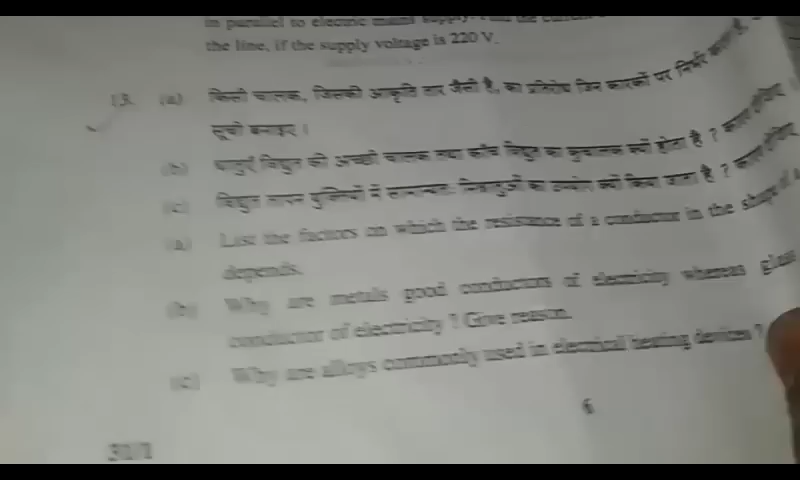 in parallel to electric mains supply. Find the current
the line, if the supply voltage is 220 V.
13. (a) किसी चालक, जिसकी आकृति तार जैसी है, का प्रतिरोध जिन कारकों पर निर्भर करता है,
सूची बनाइए ।
(b) धातुएँ विद्युत की अच्छी चालक तथा काँच विद्युत का कुचालक क्यों होता है ? कारण दीजिए ।
(c) विद्युत तापन युक्तियों में सामान्यतः मिश्रातुओं का उपयोग क्यों किया जाता है ? कारण दीजिए
(a) List the factors on which the resistance of a conductor in the shape of a
depends.
(b) Why are metals good conductors of electricity whereas glass
conductor of electricity ? Give reason.
(c) Why are alloys commonly used in electrical heating devices ?
6
31/1